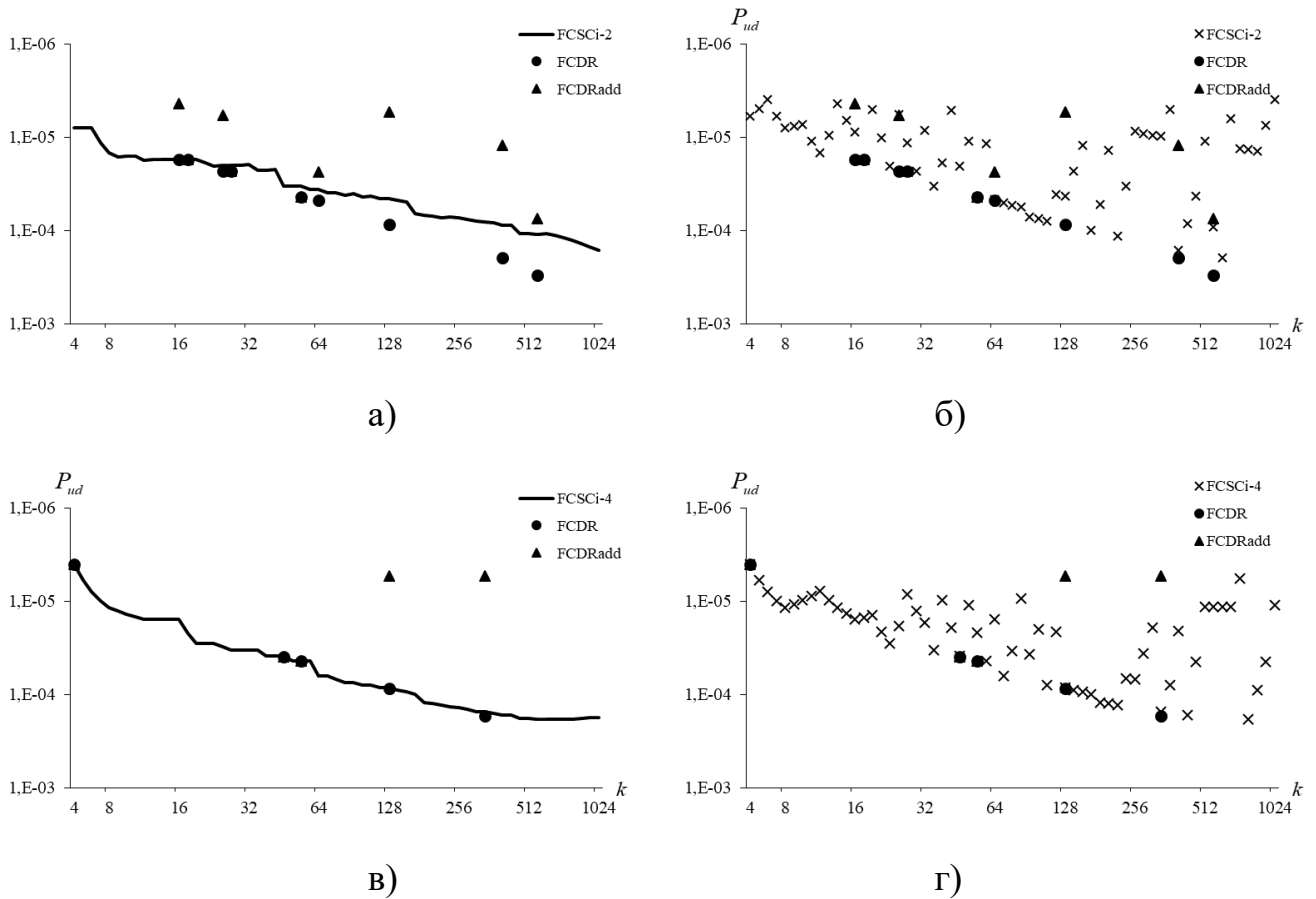 1,E-06
1,E-05
1,E-04
1,E-03
4 8 16 32 64 128 256 512 1024
k
FCSCi-2
FCDR
FCDRadd
а)
P_ud
1,E-06
1,E-05
1,E-04
1,E-03
4 8 16 32 64 128 256 512 1024
k
FCSCi-2
FCDR
FCDRadd
б)
P_ud
1,E-06
1,E-05
1,E-04
1,E-03
4 8 16 32 64 128 256 512 1024
k
FCSCi-4
FCDR
FCDRadd
в)
P_ud
1,E-06
1,E-05
1,E-04
1,E-03
4 8 16 32 64 128 256 512 1024
k
FCSCi-4
FCDR
FCDRadd
г)